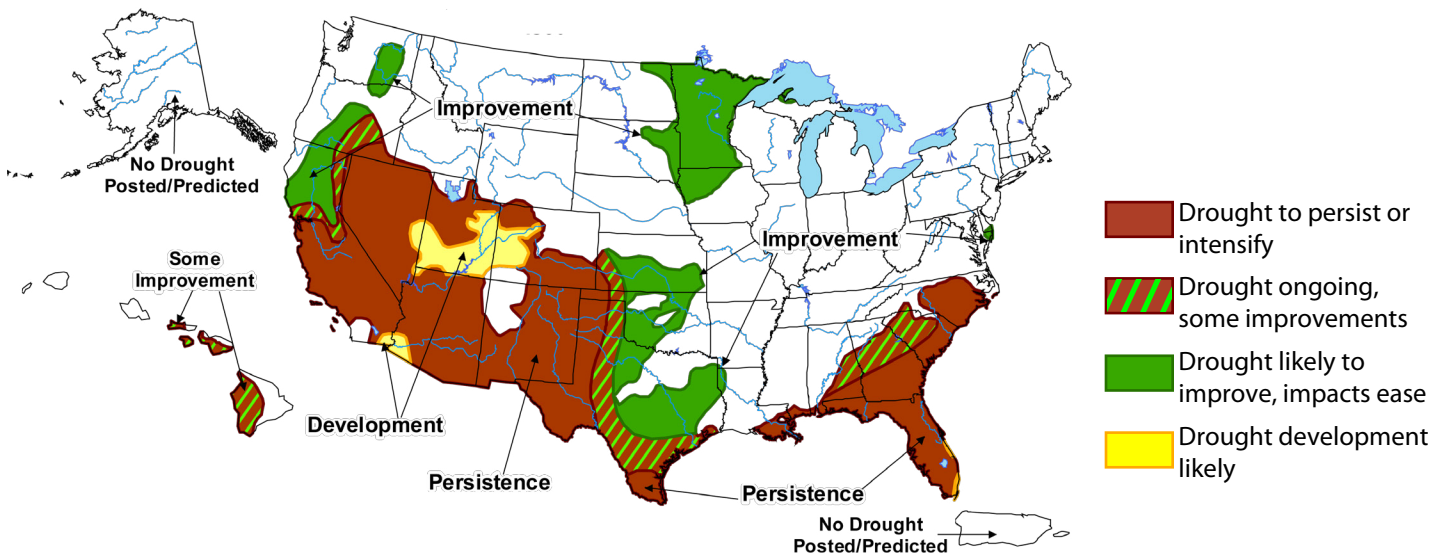 Improvement
No Drought
Posted/Predicted
Some
Improvement
Improvement
Development
Persistence
Persistence
No Drought
Posted/Predicted
Drought to persist or
intensify
Drought ongoing,
some improvements
Drought likely to
improve, impacts ease
Drought development
likely